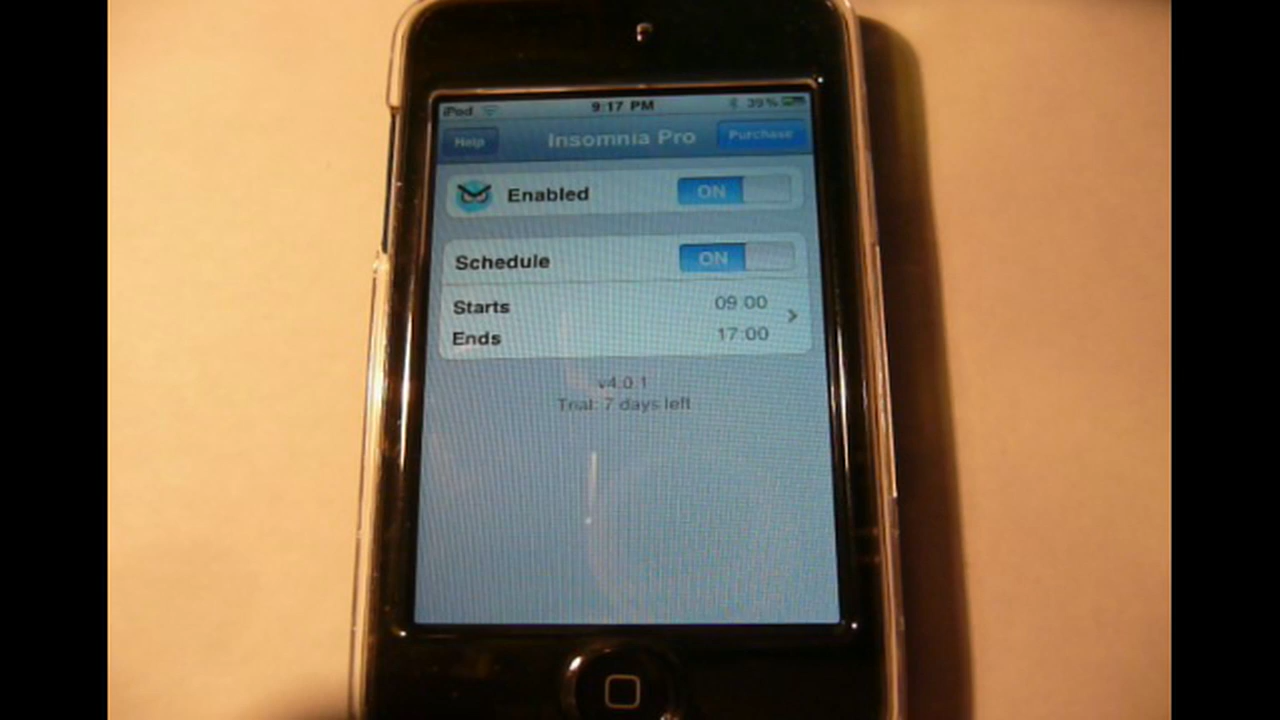 iPod 9:17 PM 39%
Help Insomnia Pro Purchase
Enabled ON
Schedule ON
Starts 09:00
Ends 17:00
v4.0.1
Trial: 7 days left